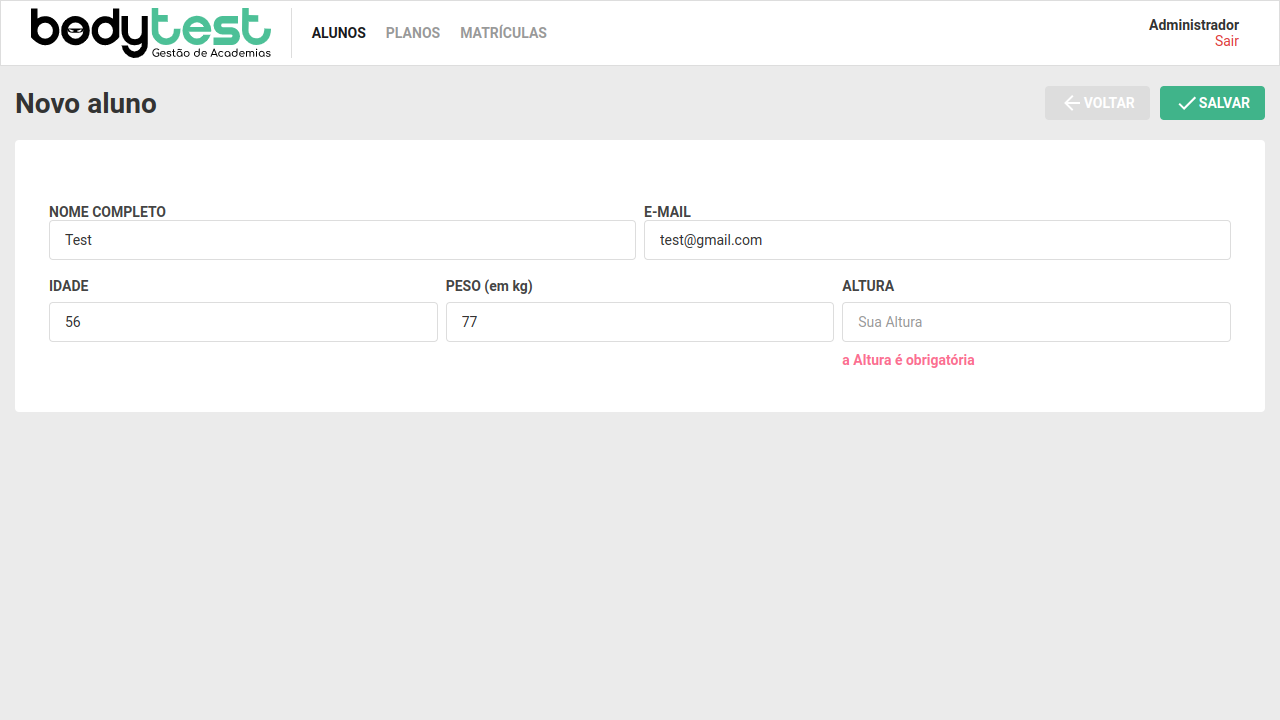 bodytest
Gestão de Academias
ALUNOS
PLANOS
MATRÍCULAS
Administrador
Sair
Novo aluno
VOLTAR
SALVAR
NOME COMPLETO
E-MAIL
Test
test@gmail.com
IDADE
PESO (em kg)
ALTURA
56
77
Sua Altura
a Altura é obrigatória